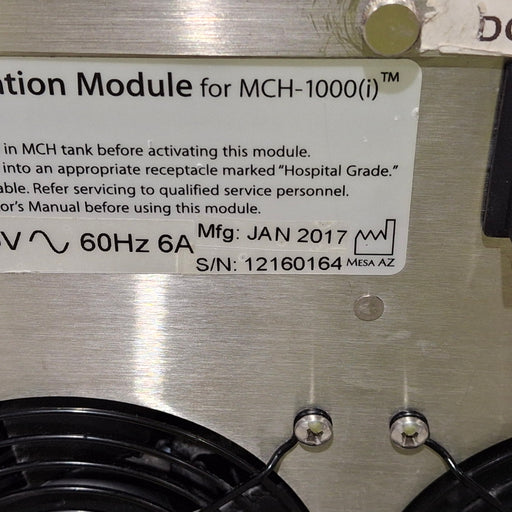 ation Module for MCH-1000(i)™
in MCH tank before activating this module.
into an appropriate receptacle marked "Hospital Grade."
able. Refer servicing to qualified service personnel.
or's Manual before using this module.
V 60Hz 6A
Mfg: JAN 2017
S/N: 12160164 MESA AZ